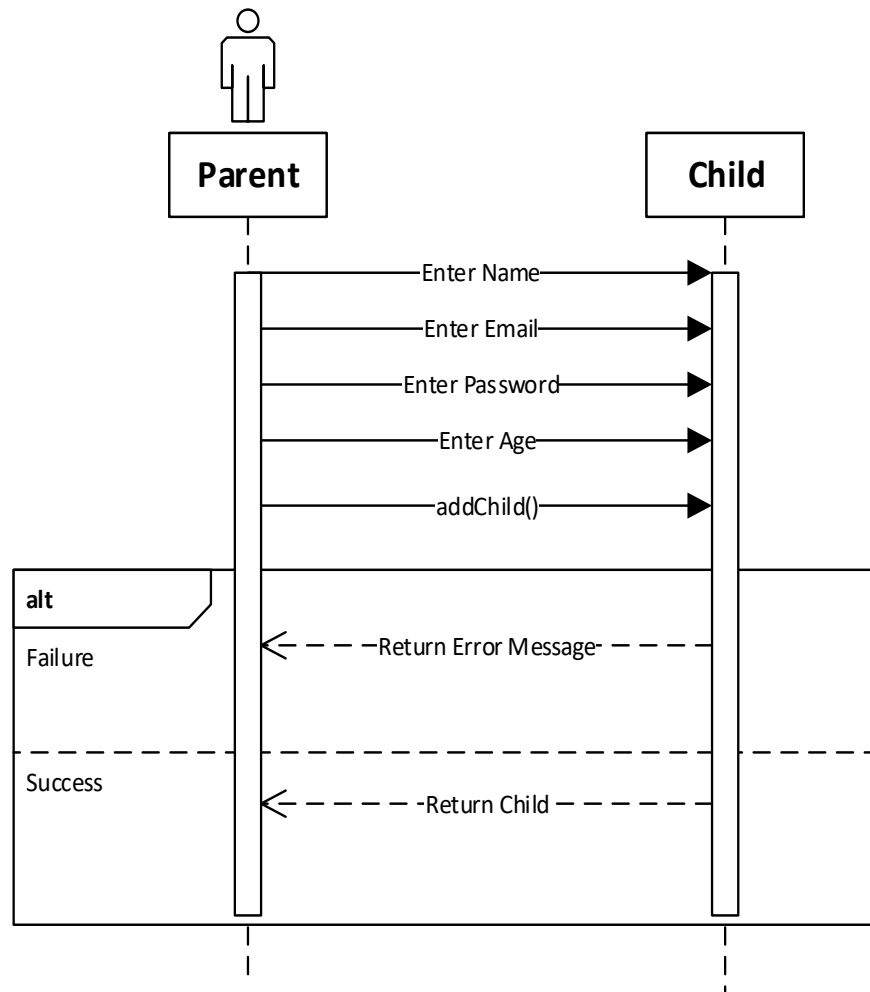 Parent
Child
Enter Name
Enter Email
Enter Password
Enter Age
addChild()
alt
Return Error Message
Failure
Success
Return Child